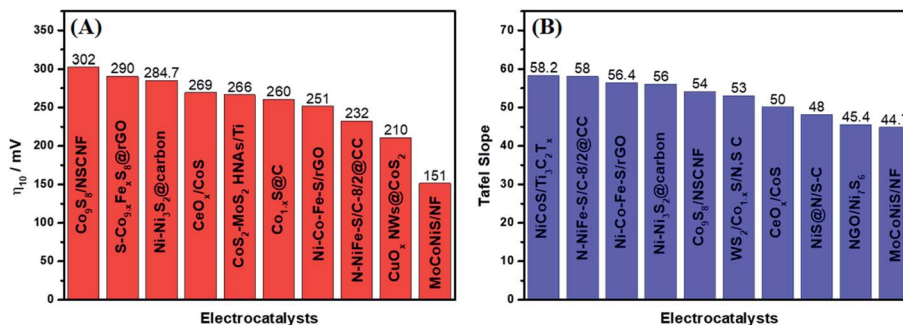 (A)
η10 / mV
350
300
250
200
150
100
50
0
302
290
284.7
269
266
260
251
232
210
151
Co9S8/NSCNF
S-Co9-xFexS8@rGO
Ni-Ni3S2@carbon
CeOx/CoS
CoS2-MoS2 HNAs/Ti
Co1-xS@C
Ni-Co-Fe-S/rGO
N-NiFe-S/C-8/2@CC
CuOx NWs@CoS2
MoCoNiS/NF
Electrocatalysts
(B)
Tafel Slope
70
60
50
40
30
20
10
0
58.2
58
56.4
56
54
53
50
48
45.4
44.7
NiCoS/Ti3C2Tx
N-NiFe-S/C-8/2@CC
Ni-Co-Fe-S/rGO
Ni-Ni3S2@carbon
Co9S8/NSCNF
WS2/Co1-xS/N,S C
CeOx/CoS
NiS@N/S-C
NGO/Ni7S6
MoCoNiS/NF
Electrocatalysts